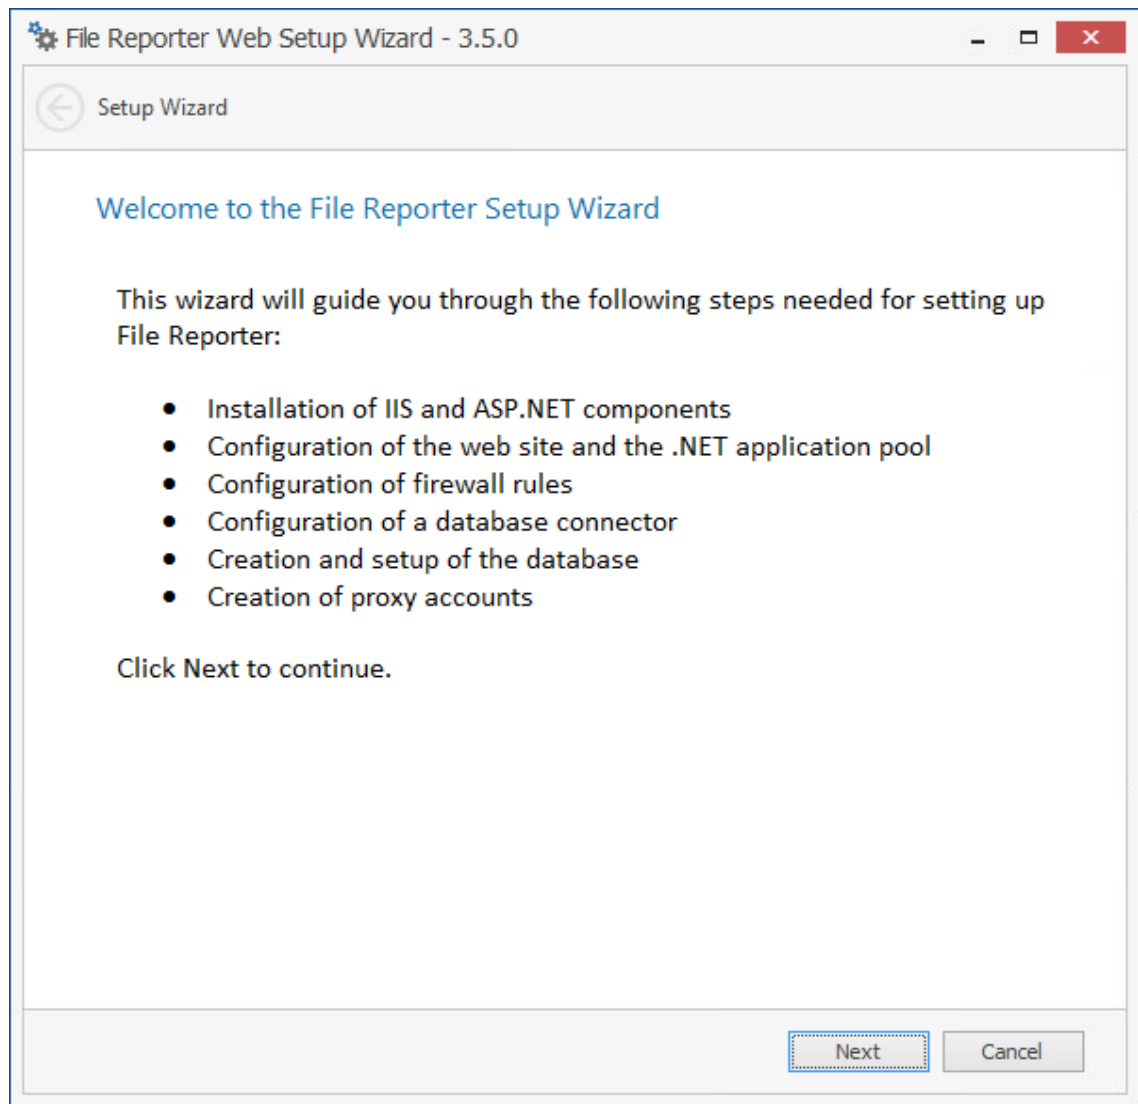 File Reporter Web Setup Wizard - 3.5.0
Setup Wizard
Welcome to the File Reporter Setup Wizard
This wizard will guide you through the following steps needed for setting up
File Reporter:
• Installation of IIS and ASP.NET components
• Configuration of the web site and the .NET application pool
• Configuration of firewall rules
• Configuration of a database connector
• Creation and setup of the database
• Creation of proxy accounts
Click Next to continue.
Next Cancel